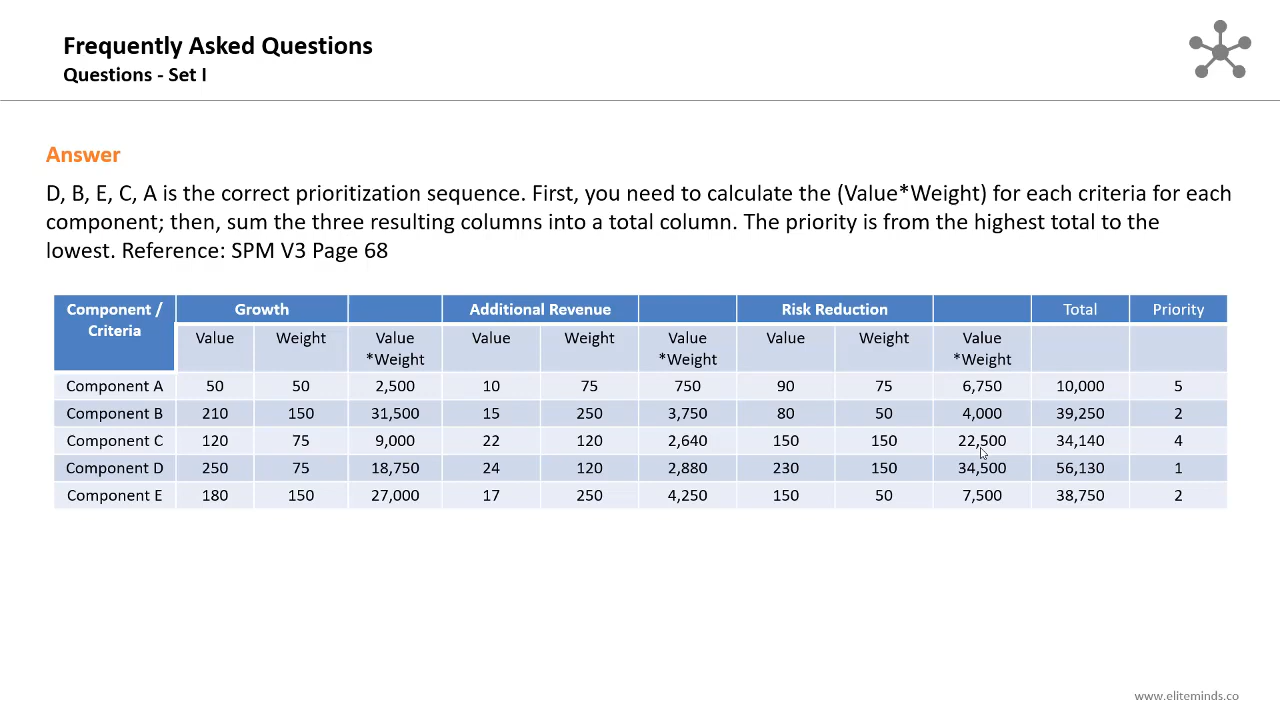 Frequently Asked Questions
Questions - Set I
Answer
D, B, E, C, A is the correct prioritization sequence. First, you need to calculate the (Value*Weight) for each criteria for each
component; then, sum the three resulting columns into a total column. The priority is from the highest total to the
lowest. Reference: SPM V3 Page 68
Component / Criteria Growth Additional Revenue Risk Reduction Total Priority
Value Weight Value *Weight Value Weight Value *Weight Value Weight Value *Weight
Component A 50 50 2,500 10 75 750 90 75 6,750 10,000 5
Component B 210 150 31,500 15 250 3,750 80 50 4,000 39,250 2
Component C 120 75 9,000 22 120 2,640 150 150 22,500 34,140 4
Component D 250 75 18,750 24 120 2,880 230 150 34,500 56,130 1
Component E 180 150 27,000 17 250 4,250 150 50 7,500 38,750 2
www.eliteminds.co